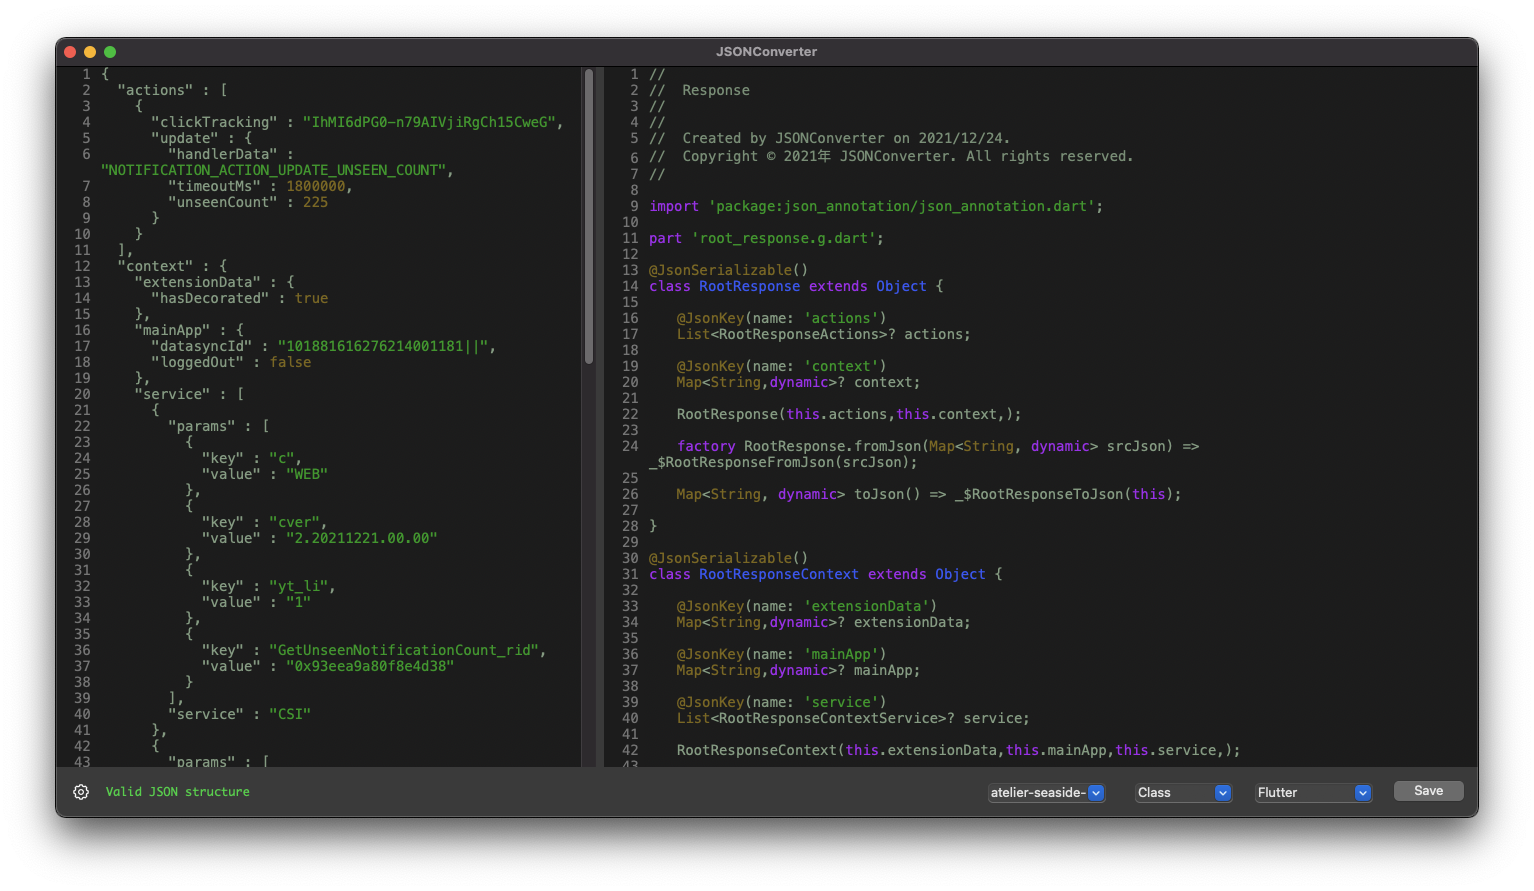 JSONConverter
1 {
2 "actions" : [
3 {
4 "clickTracking" : "IhMI6dPG0-n79AIVjiRgCh15CweG",
5 "update" : {
6 "handlerData" :
"NOTIFICATION_ACTION_UPDATE_UNSEEN_COUNT",
7 "timeoutMs" : 1800000,
8 "unseenCount" : 225
9 }
10 }
11 ],
12 "context" : {
13 "extensionData" : {
14 "hasDecorated" : true
15 },
16 "mainApp" : {
17 "datasyncId" : "101881616276214001181||",
18 "loggedOut" : false
19 },
20 "service" : [
21 {
22 "params" : [
23 {
24 "key" : "c",
25 "value" : "WEB"
26 },
27 {
28 "key" : "cver",
29 "value" : "2.20211221.00.00"
30 },
31 {
32 "key" : "yt_li",
33 "value" : "1"
34 },
35 {
36 "key" : "GetUnseenNotificationCount_rid",
37 "value" : "0x93eea9a80f8e4d38"
38 }
39 ],
40 "service" : "CSI"
41 },
42 {
43 "params" : [
1 //
2 //  Response
3 //
4 //
5 //  Created by JSONConverter on 2021/12/24.
6 //  Copyright © 2021年 JSONConverter. All rights reserved.
7 //
8
9 import 'package:json_annotation/json_annotation.dart';
10
11 part 'root_response.g.dart';
12
13 @JsonSerializable()
14 class RootResponse extends Object {
15
16 @JsonKey(name: 'actions')
17 List<RootResponseActions>? actions;
18
19 @JsonKey(name: 'context')
20 Map<String,dynamic>? context;
21
22 RootResponse(this.actions,this.context,);
23
24 factory RootResponse.fromJson(Map<String, dynamic> srcJson) =>
_$RootResponseFromJson(srcJson);
25
26 Map<String, dynamic> toJson() => _$RootResponseToJson(this);
27
28 }
29
30 @JsonSerializable()
31 class RootResponseContext extends Object {
32
33 @JsonKey(name: 'extensionData')
34 Map<String,dynamic>? extensionData;
35
36 @JsonKey(name: 'mainApp')
37 Map<String,dynamic>? mainApp;
38
39 @JsonKey(name: 'service')
40 List<RootResponseContextService>? service;
41
42 RootResponseContext(this.extensionData,this.mainApp,this.service,);
43
Valid JSON structure
atelier-seaside-
Class
Flutter
Save